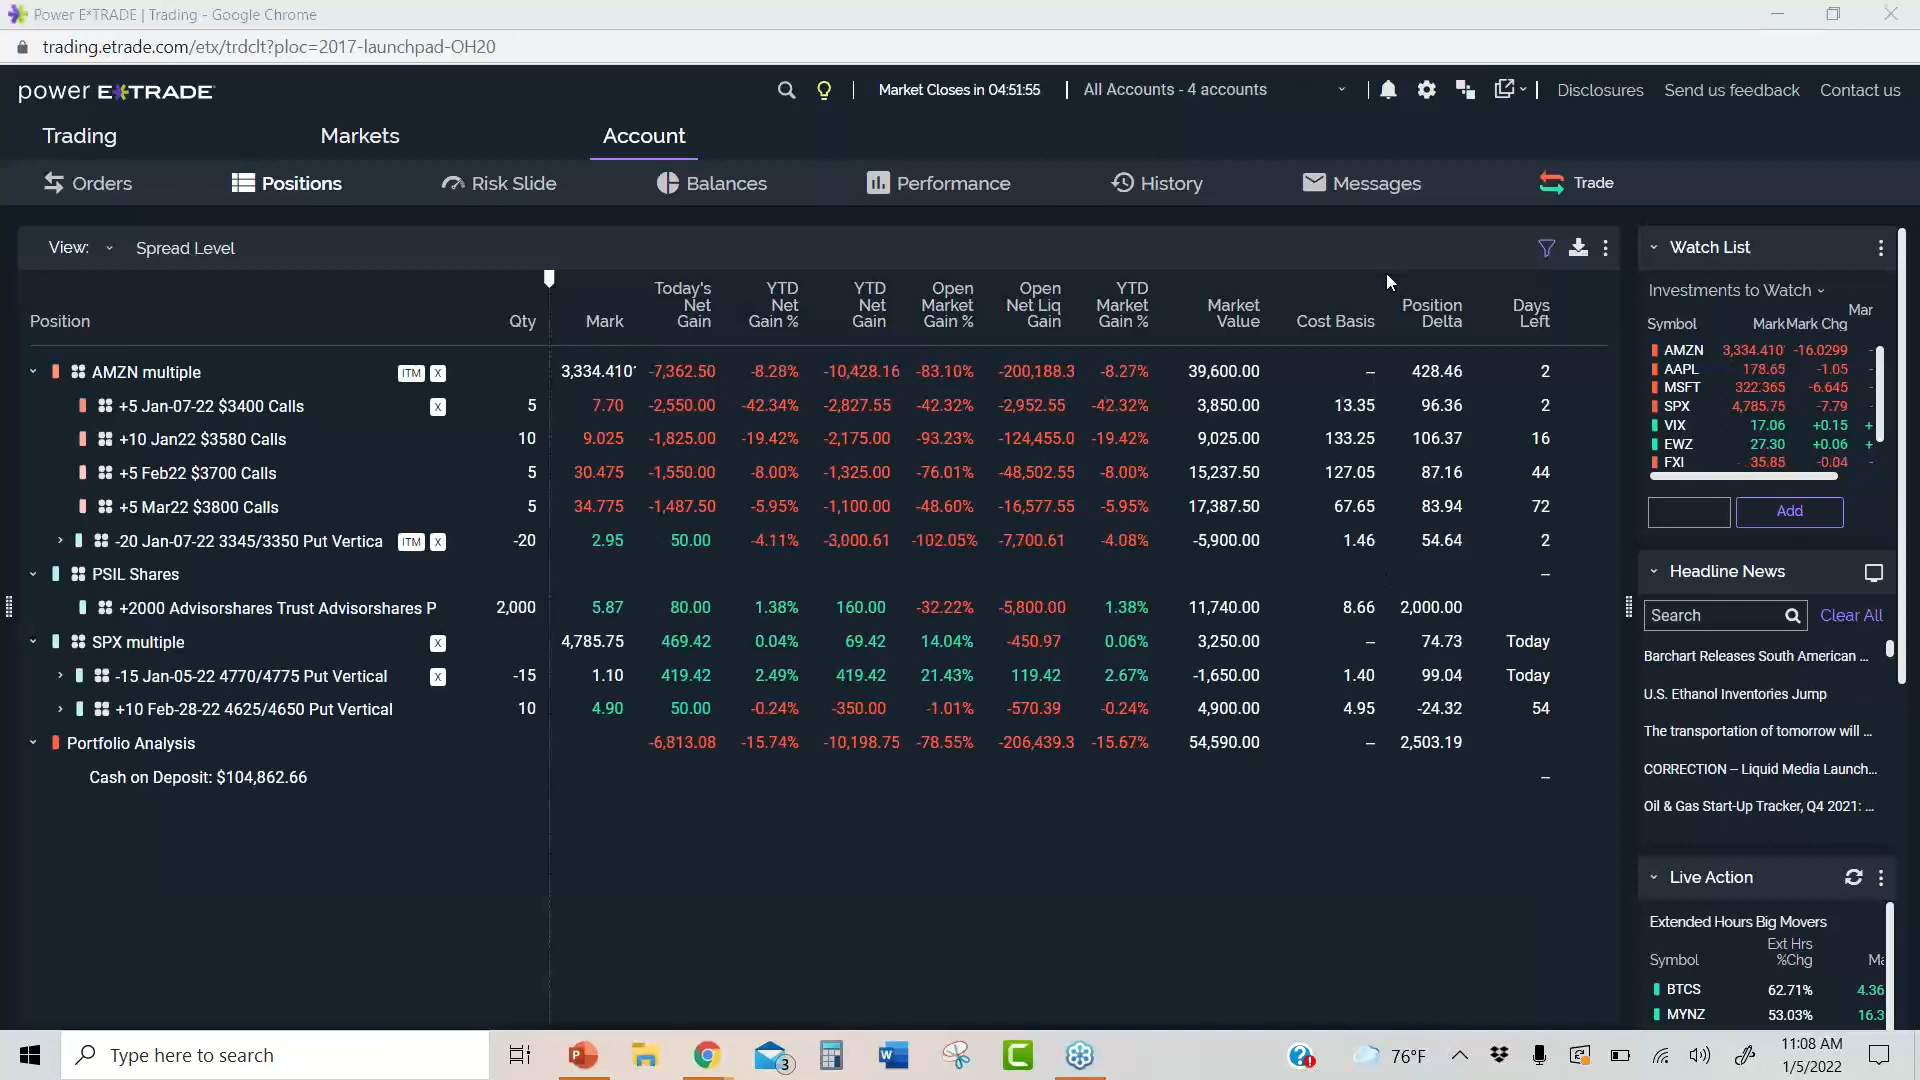 Power E*TRADE | Trading - Google Chrome
trading.etrade.com/etx/trdclt?ploc=2017-launchpad-OH20
power E*TRADE
Market Closes in 04:51:55
All Accounts - 4 accounts
Disclosures Send us feedback Contact us
Trading Markets Account
Orders Positions Risk Slide Balances Performance History Messages Trade
View: Spread Level
Position Qty Mark Today's Net Gain YTD Net Gain % YTD Net Gain Open Market Gain % Open Net Liq Gain YTD Market Gain % Market Value Cost Basis Position Delta Days Left
AMZN multiple ITM X 3,334.410 -7,362.50 -8.28% -10,428.16 -83.10% -200,188.3 -8.27% 39,600.00 – 428.46 2
+5 Jan-07-22 $3400 Calls X 5 7.70 -2,550.00 -42.34% -2,827.55 -42.32% -2,952.55 -42.32% 3,850.00 13.35 96.36 2
+10 Jan22 $3580 Calls 10 9.025 -1,825.00 -19.42% -2,175.00 -93.23% -124,455.0 -19.42% 9,025.00 133.25 106.37 16
+5 Feb22 $3700 Calls 5 30.475 -1,550.00 -8.00% -1,325.00 -76.01% -48,502.55 -8.00% 15,237.50 127.05 87.16 44
+5 Mar22 $3800 Calls 5 34.775 -1,487.50 -5.95% -1,100.00 -48.60% -16,577.55 -5.95% 17,387.50 67.65 83.94 72
-20 Jan-07-22 3345/3350 Put Vertica ITM X -20 2.95 50.00 -4.11% -3,000.61 -102.05% -7,700.61 -4.08% -5,900.00 1.46 54.64 2
PSIL Shares –
+2000 Advisorshares Trust Advisorshares P 2,000 5.87 80.00 1.38% 160.00 -32.22% -5,800.00 1.38% 11,740.00 8.66 2,000.00
SPX multiple X 4,785.75 469.42 0.04% 69.42 14.04% -450.97 0.06% 3,250.00 – 74.73 Today
-15 Jan-05-22 4770/4775 Put Vertical X -15 1.10 419.42 2.49% 419.42 21.43% 119.42 2.67% -1,650.00 1.40 99.04 Today
+10 Feb-28-22 4625/4650 Put Vertical 10 4.90 50.00 -0.24% -350.00 -1.01% -570.39 -0.24% 4,900.00 4.95 -24.32 54
Portfolio Analysis -6,813.08 -15.74% -10,198.75 -78.55% -206,439.3 -15.67% 54,590.00 – 2,503.19
Cash on Deposit: $104,862.66 –
Watch List
Investments to Watch
Symbol Mark Mark Chg Mar
AMZN 3,334.410 -16.0299 -
AAPL 178.65 -1.05 -
MSFT 322.365 -6.645 -
SPX 4,785.75 -7.79 -
VIX 17.06 +0.15 +
EWZ 27.30 +0.06 +
FXI 35.85 -0.04 -
Add
Headline News
Search Clear All
Barchart Releases South American ...
U.S. Ethanol Inventories Jump
The transportation of tomorrow will ...
CORRECTION – Liquid Media Launch...
Oil & Gas Start-Up Tracker, Q4 2021: ...
Live Action
Extended Hours Big Movers
Symbol Ext Hrs %Chg Ma
BTCS 62.71% 4.36
MYNZ 53.03% 16.3
Type here to search
3
76°F
11:08 AM
1/5/2022